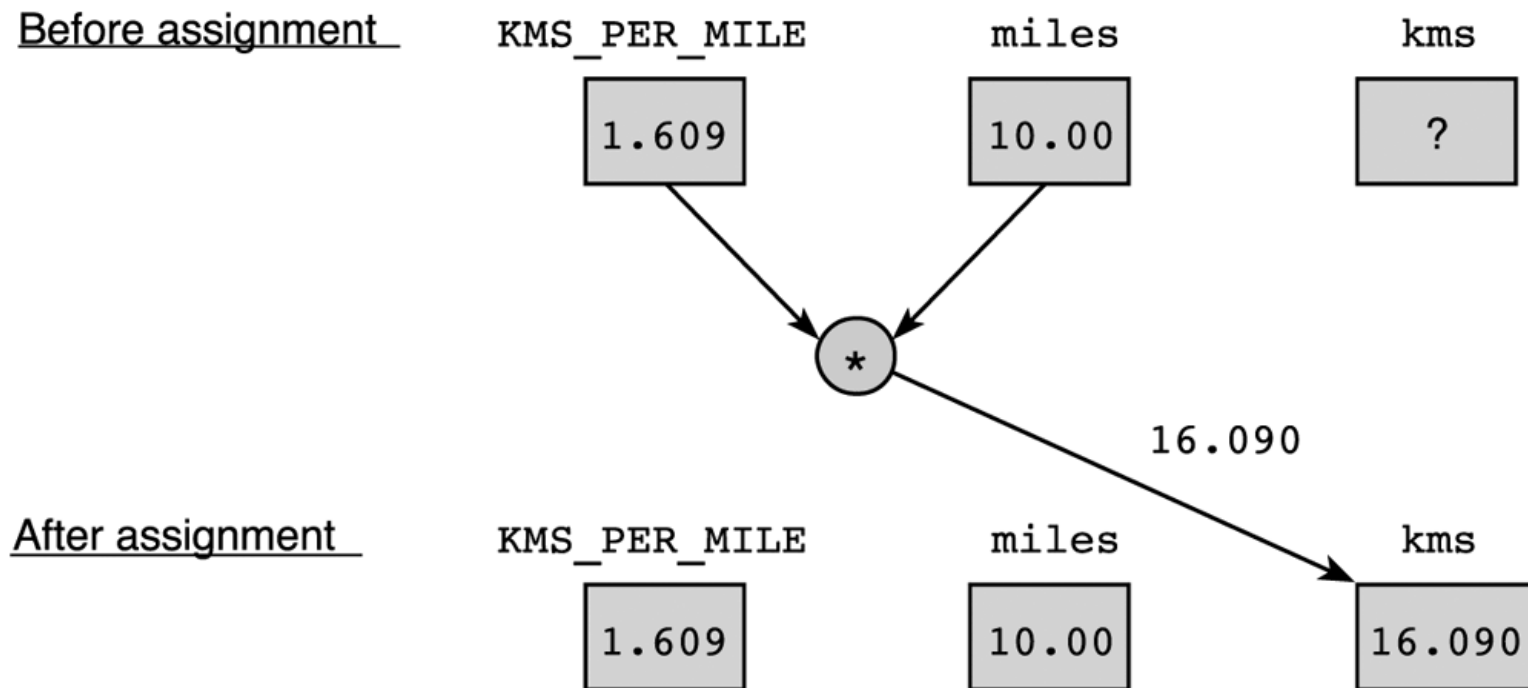 Before assignment KMS_PER_MILE miles kms
1.609 10.00 ?
*
16.090
After assignment KMS_PER_MILE miles kms
1.609 10.00 16.090